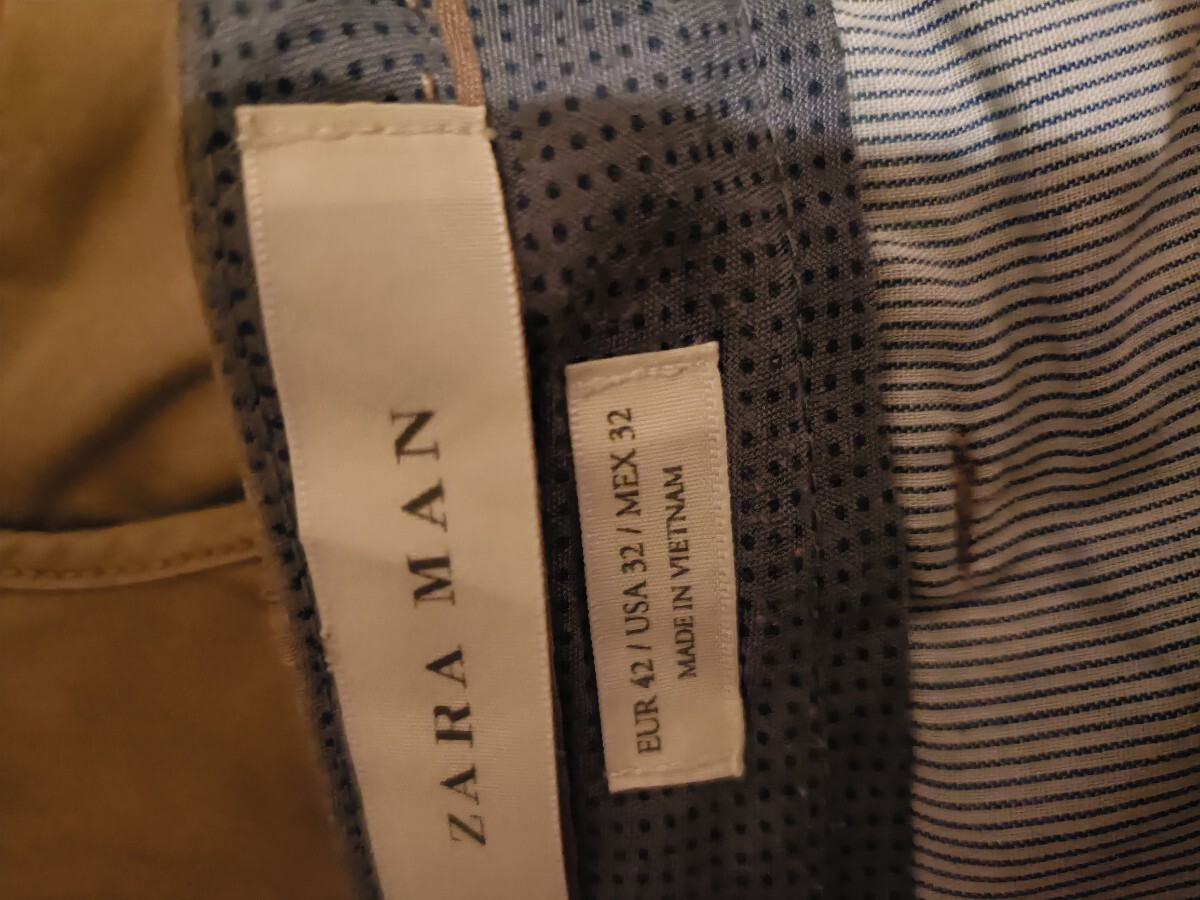 ZARA MAN
EUR 42 / USA 32 / MEX 32
MADE IN VIETNAM